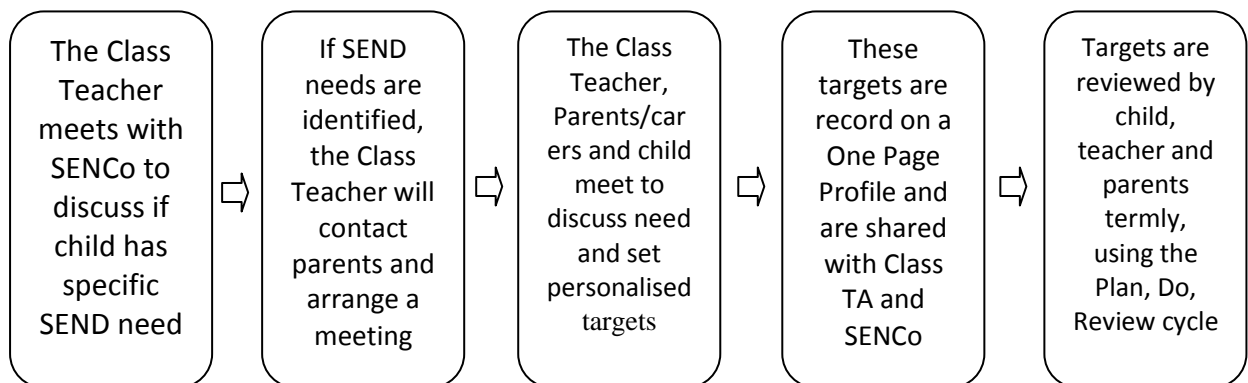 The Class
Teacher
meets with
SENCo to
discuss if
child has
specific
SEND need
If SEND
needs are
identified,
the Class
Teacher will
contact
parents and
arrange a
meeting
The Class
Teacher,
Parents/car
ers and child
meet to
discuss need
and set
personalised
targets
These
targets are
record on a
One Page
Profile and
are shared
with Class
TA and
SENCo
Targets are
reviewed by
child,
teacher and
parents
termly,
using the
Plan, Do,
Review cycle